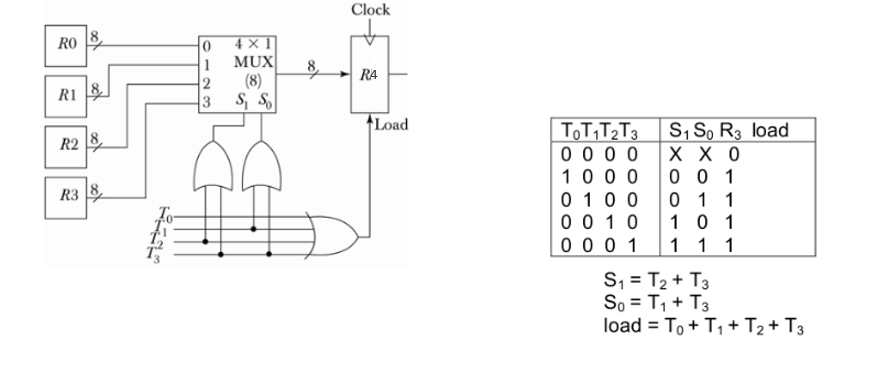 Clock
R0 8
R1 8
R2 8
R3 8
0 4 × 1
1 MUX
2 (8)
3 S₁ S₀
8
R4
Load
T₀
T₁
T₂
T₃
T₀T₁T₂T₃ S₁ S₀ R₃ load
0 0 0 0 X X 0
1 0 0 0 0 0 1
0 1 0 0 0 1 1
0 0 1 0 1 0 1
0 0 0 1 1 1 1
S₁ = T₂ + T₃
S₀ = T₁ + T₃
load = T₀ + T₁ + T₂ + T₃